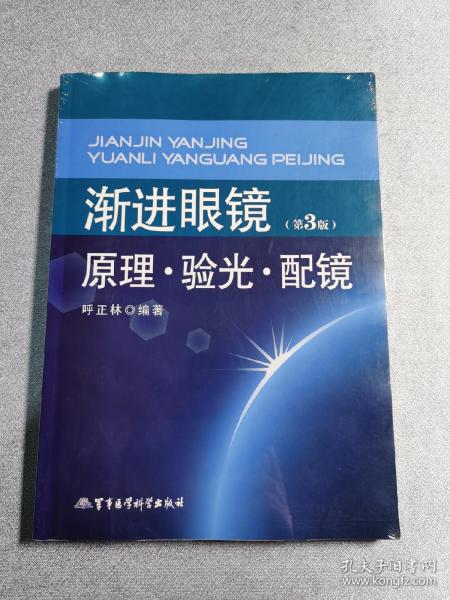 JIANJIN YANJING
YUANLI YANGUANG PEIJING
渐进眼镜(第3版)
原理·验光·配镜
呼正林◎编著
军事医学科学出版社
孔夫子旧书网
www.kongfz.com